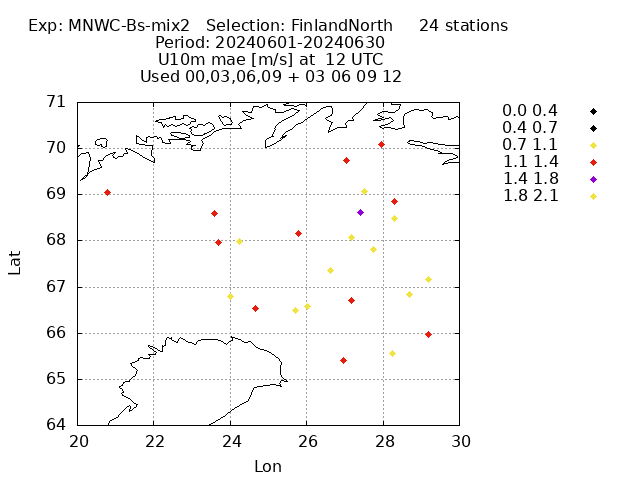 Exp: MNWC-Bs-mix2 Selection: FinlandNorth 24 stations
Period: 20240601-20240630
U10m mae [m/s] at 12 UTC
Used 00,03,06,09 + 03 06 09 12
0.0 0.4
0.4 0.7
0.7 1.1
1.1 1.4
1.4 1.8
1.8 2.1
71
70
69
68
67
66
65
64
Lat
20 22 24 26 28 30
Lon